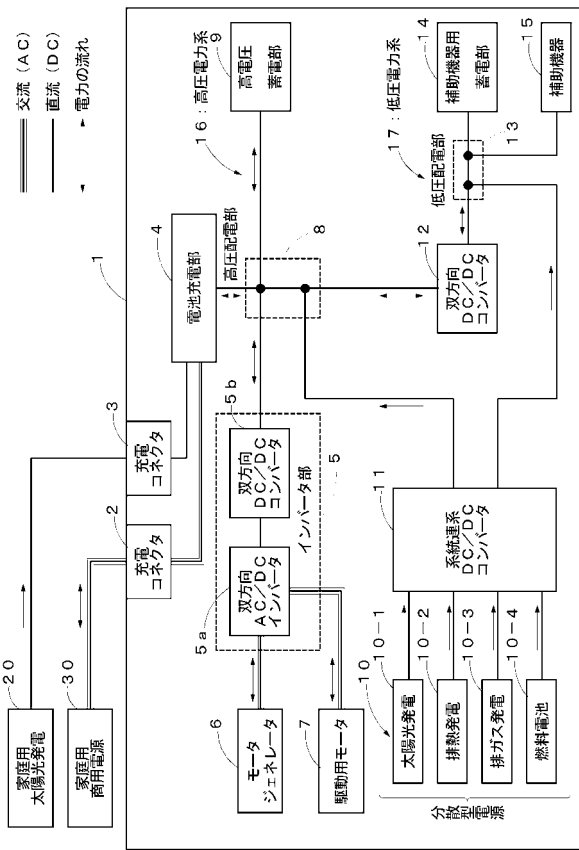 交流（AC）
直流（DC）
電力の流れ
1
20
家庭用
太陽光発電
30
家庭用
商用電源
2
充電
コネクタ
3
充電
コネクタ
4
電池充電部
高圧配電部
8
16：高圧電力系
9
高電圧
蓄電部
5
インバータ部
5a
双方向
AC／DC
インバータ
5b
双方向
DC／DC
コンバータ
6
モータ
ジェネレータ
7
駆動用モータ
12
双方向
DC／DC
コンバータ
低圧配電部
13
17：低圧電力系
14
補助機器用
蓄電部
15
補助機器
10
10－1
太陽光発電
10－2
排熱発電
10－3
排ガス発電
10－4
燃料電池
分散型電源
11
系統連系
DC／DC
コンバータ